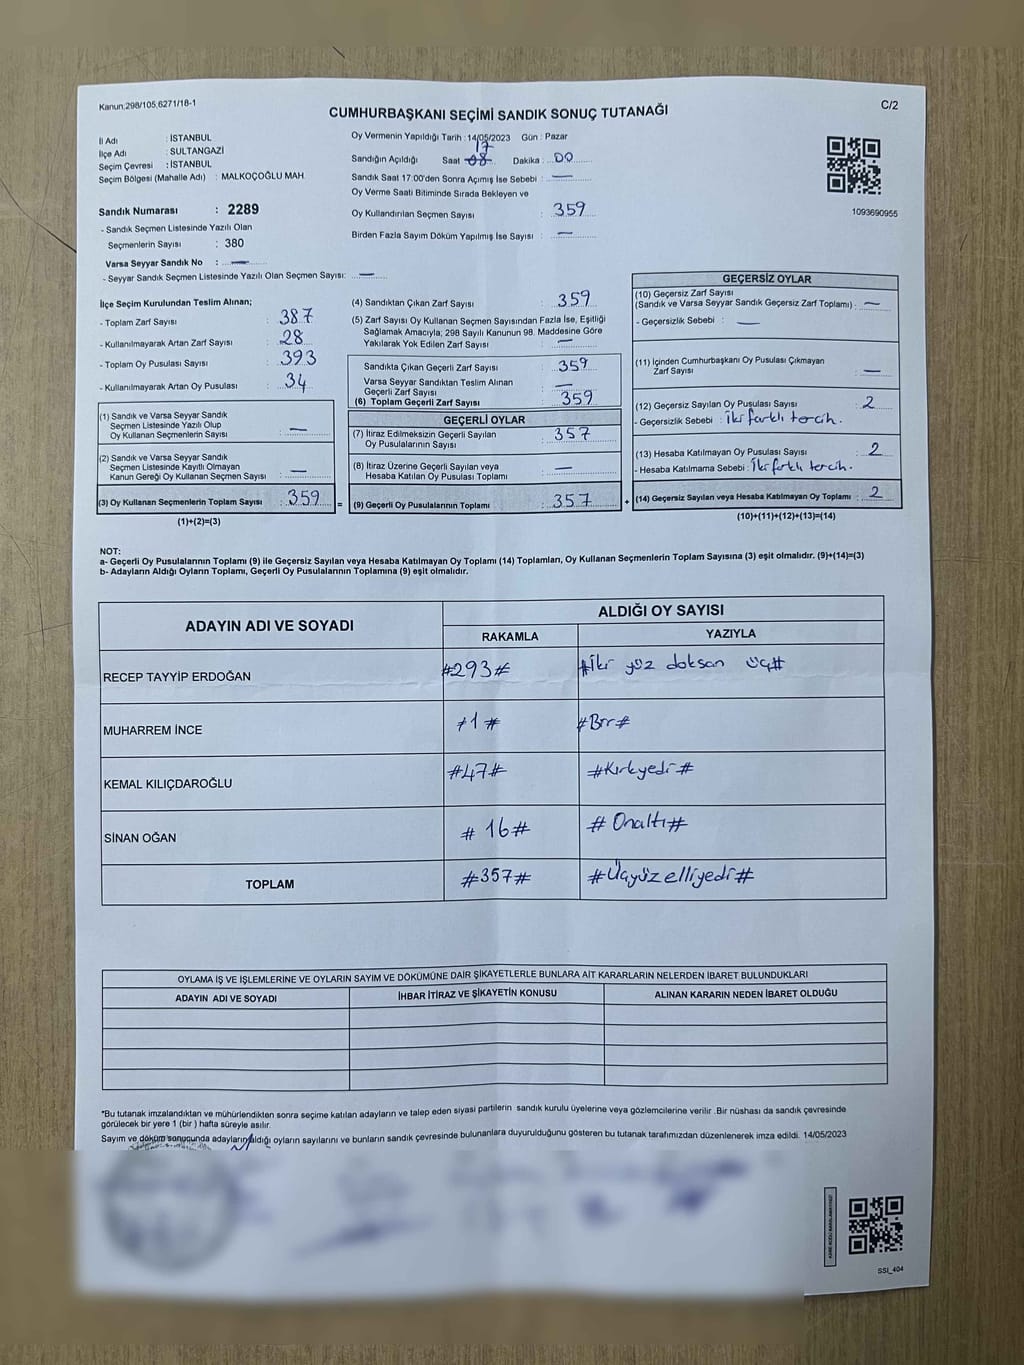 Kanun:298/105,6271/18-1
C/2
CUMHURBAŞKANI SEÇİMİ SANDIK SONUÇ TUTANAĞI
İl Adı : İSTANBUL
İlçe Adı : SULTANGAZİ
Seçim Çevresi : İSTANBUL
Seçim Bölgesi (Mahalle Adı) : MALKOÇOĞLU MAH.
Sandık Numarası : 2289
- Sandık Seçmen Listesinde Yazılı Olan
Seçmenlerin Sayısı : 380
Varsa Seyyar Sandık No : —
- Seyyar Sandık Seçmen Listesinde Yazılı Olan Seçmen Sayısı: —
Oy Vermenin Yapıldığı Tarih : 14/05/2023 Gün : Pazar
17
Sandığın Açıldığı Saat 08 Dakika : 00
Sandık Saat 17:00'den Sonra Açımış İse Sebebi : —
Oy Verme Saati Bitiminde Sırada Bekleyen ve
Oy Kullandırılan Seçmen Sayısı : 359
Birden Fazla Sayım Döküm Yapılmış İse Sayısı : —
1093690955
İlçe Seçim Kurulundan Teslim Alınan;
- Toplam Zarf Sayısı : 387
- Kullanılmayarak Artan Zarf Sayısı : 28
- Toplam Oy Pusulası Sayısı : 393
- Kullanılmayarak Artan Oy Pusulası : 34
(1) Sandık ve Varsa Seyyar Sandık
Seçmen Listesinde Yazılı Olup
Oy Kullanan Seçmenlerin Sayısı : —
(2) Sandık ve Varsa Seyyar Sandık
Seçmen Listesinde Kayıtlı Olmayan
Kanun Gereği Oy Kullanan Seçmen Sayısı : —
(3) Oy Kullanan Seçmenlerin Toplam Sayısı : 359 =
(1)+(2)=(3)
(4) Sandıktan Çıkan Zarf Sayısı : 359
(5) Zarf Sayısı Oy Kullanan Seçmen Sayısından Fazla İse, Eşitliği
Sağlamak Amacıyla; 298 Sayılı Kanunun 98. Maddesine Göre
Yakılarak Yok Edilen Zarf Sayısı : —
Sandıkta Çıkan Geçerli Zarf Sayısı : 359
Varsa Seyyar Sandıktan Teslim Alınan
Geçerli Zarf Sayısı : —
(6) Toplam Geçerli Zarf Sayısı : 359
GEÇERLİ OYLAR
(7) İtiraz Edilmeksizin Geçerli Sayılan
Oy Pusulalarının Sayısı : 357
(8) İtiraz Üzerine Geçerli Sayılan veya
Hesaba Katılan Oy Pusulası Toplamı : —
(9) Geçerli Oy Pusulalarının Toplamı : 357 +
GEÇERSİZ OYLAR
(10) Geçersiz Zarf Sayısı
(Sandık ve Varsa Seyyar Sandık Geçersiz Zarf Toplamı) : —
- Geçersizlik Sebebi : —
(11) İçinden Cumhurbaşkanı Oy Pusulası Çıkmayan
Zarf Sayısı : —
(12) Geçersiz Sayılan Oy Pusulası Sayısı : 2
- Geçersizlik Sebebi : İki farklı tercih.
(13) Hesaba Katılmayan Oy Pusulası Sayısı : 2
- Hesaba Katılmama Sebebi : İki farklı tercih.
(14) Geçersiz Sayılan veya Hesaba Katılmayan Oy Toplamı : 2
(10)+(11)+(12)+(13)=(14)
NOT:
a- Geçerli Oy Pusulalarının Toplamı (9) ile Geçersiz Sayılan veya Hesaba Katılmayan Oy Toplamı (14) Toplamları, Oy Kullanan Seçmenlerin Toplam Sayısına (3) eşit olmalıdır. (9)+(14)=(3)
b- Adayların Aldığı Oyların Toplamı, Geçerli Oy Pusulalarının Toplamına (9) eşit olmalıdır.
ADAYIN ADI VE SOYADI
ALDIĞI OY SAYISI
RAKAMLA YAZIYLA
RECEP TAYYİP ERDOĞAN #293# #İki yüz doksan üç#
MUHARREM İNCE #1# #Bir#
KEMAL KILIÇDAROĞLU #47# #Kırkyedi#
SİNAN OĞAN #16# #Onaltı#
TOPLAM #357# #Üçyüzelliyedi#
OYLAMA İŞ VE İŞLEMLERİNE VE OYLARIN SAYIM VE DÖKÜMÜNE DAİR ŞİKAYETLERLE BUNLARA AİT KARARLARIN NELERDEN İBARET BULUNDUKLARI
ADAYIN ADI VE SOYADI İHBAR İTİRAZ VE ŞİKAYETİN KONUSU ALINAN KARARIN NEDEN İBARET OLDUĞU
*Bu tutanak imzalandıktan ve mühürlendikten sonra seçime katılan adayların ve talep eden siyasi partilerin sandık kurulu üyelerine veya gözlemcilerine verilir .Bir nüshası da sandık çevresinde
görülecek bir yere 1 (bir ) hafta süreyle asılır.
Sayım ve döküm sonucunda adayların aldığı oyların sayılarını ve bunların sandık çevresinde bulunanlara duyurulduğunu gösteren bu tutanak tarafımızdan düzenlenerek imza edildi. 14/05/2023
SSI_404